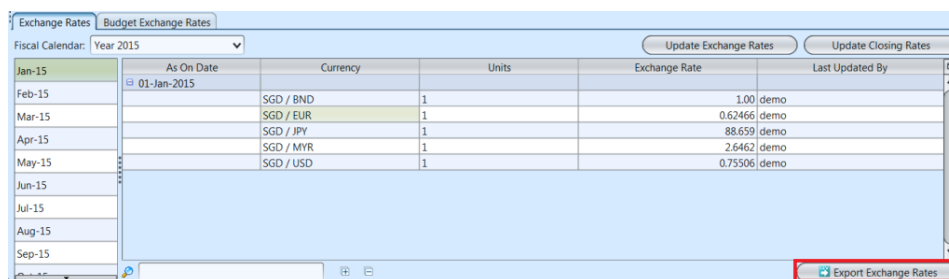 Exchange Rates Budget Exchange Rates
Fiscal Calendar: Year 2015 Update Exchange Rates Update Closing Rates
Jan-15 As On Date Currency Units Exchange Rate Last Updated By
01-Jan-2015
Feb-15 SGD / BND 1 1.00 demo
Mar-15 SGD / EUR 1 0.62466 demo
Apr-15 SGD / JPY 1 88.659 demo
SGD / MYR 1 2.6462 demo
May-15 SGD / USD 1 0.75506 demo
Jun-15
Jul-15
Aug-15
Sep-15
Export Exchange Rates